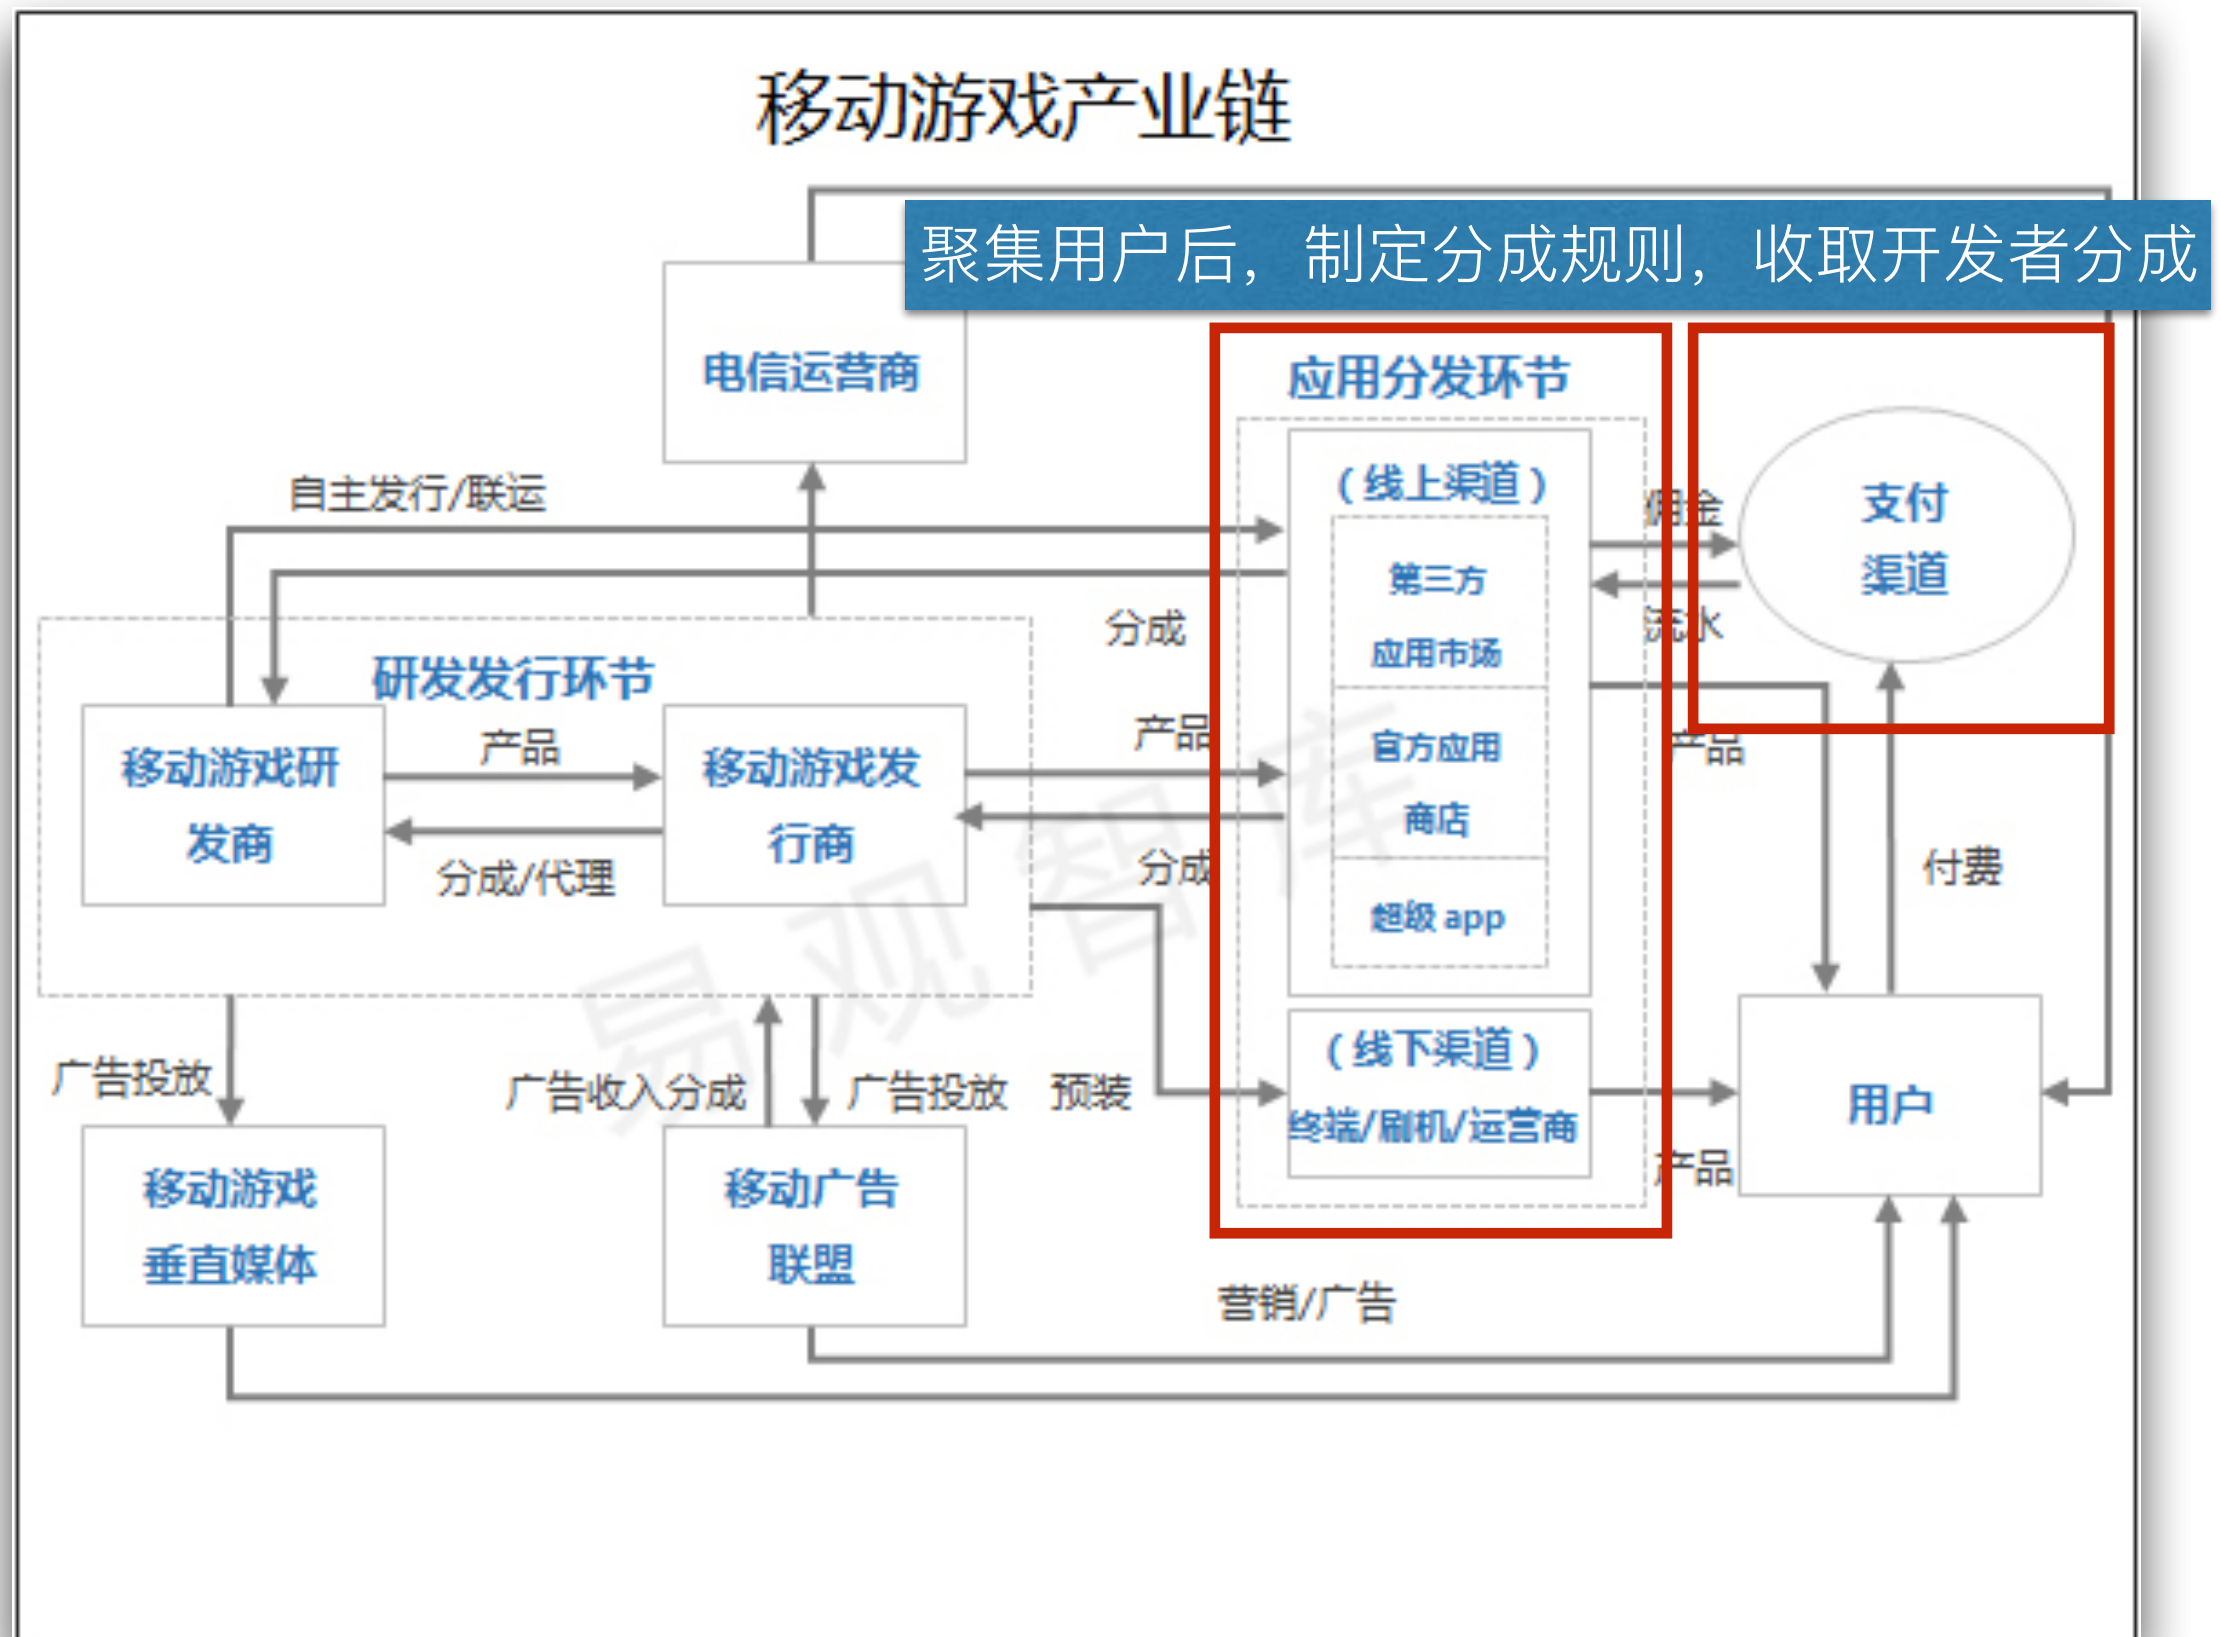 移动游戏产业链
聚集用户后，制定分成规则，收取开发者分成
电信运营商
应用分发环节
自主发行/联运
（线上渠道）
佣金
支付
渠道
第三方
应用市场
分成
流水
研发发行环节
产品
产品
产品
移动游戏研
发商
移动游戏发
行商
官方应用
商店
分成/代理
分成
付费
超级 app
易观智库
广告投放
广告收入分成
广告投放
预装
（线下渠道）
终端/刷机/运营商
用户
产品
移动游戏
垂直媒体
移动广告
联盟
营销/广告